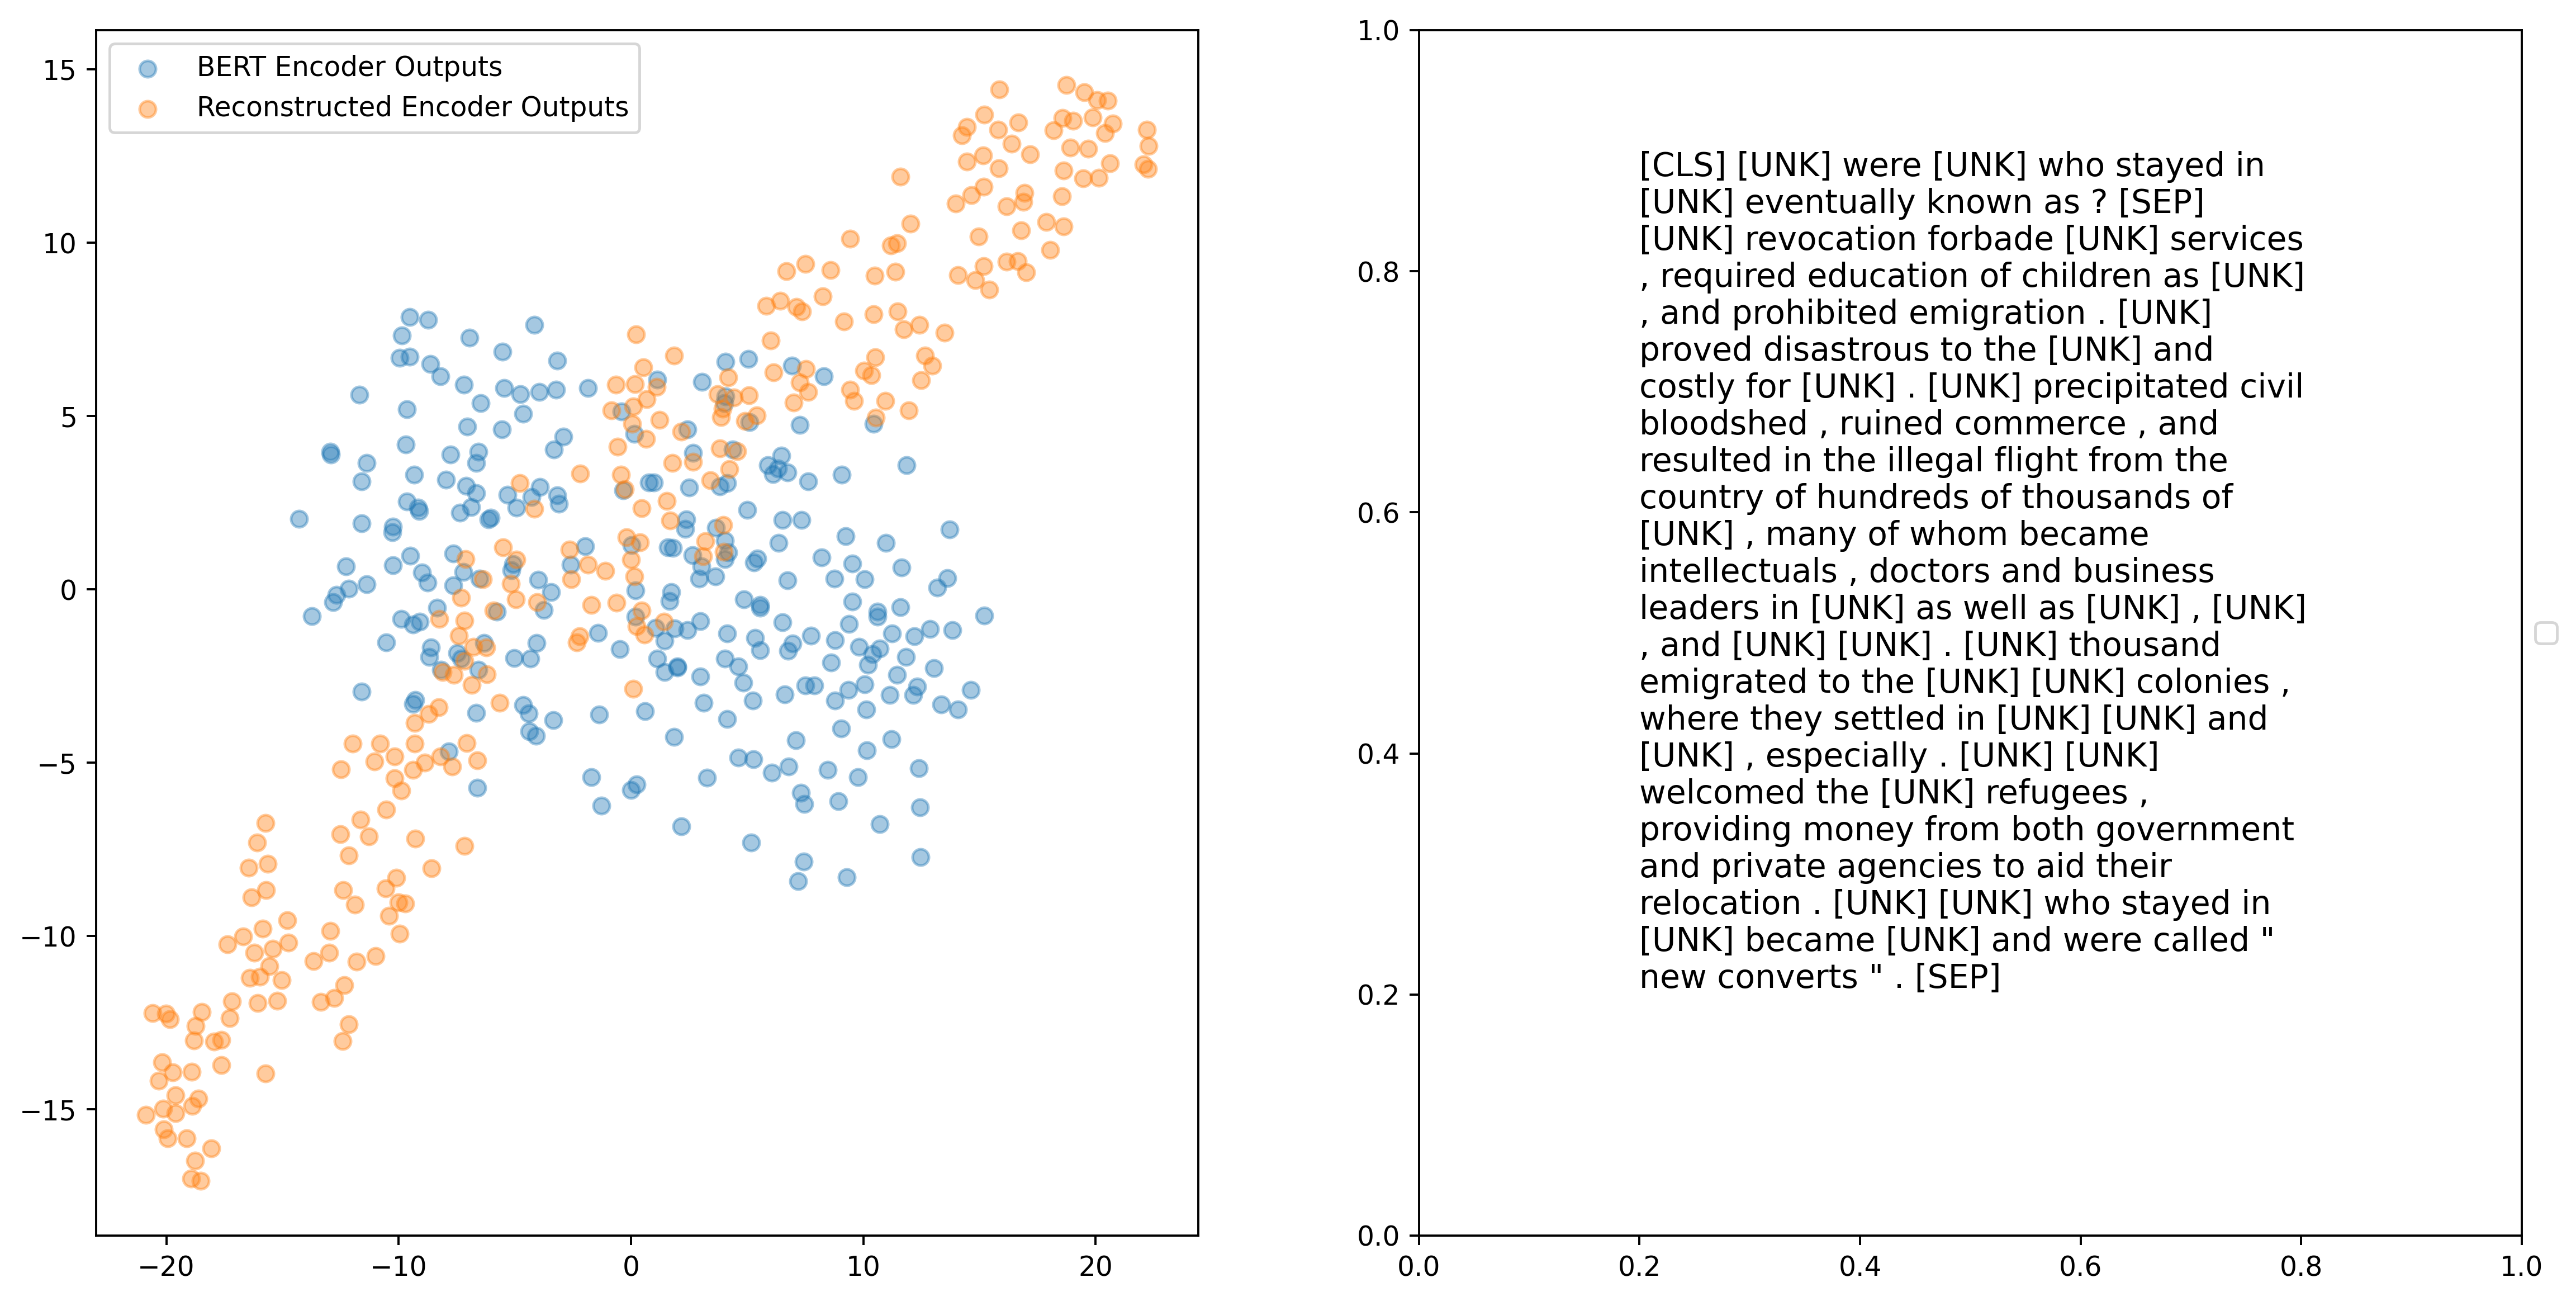 BERT Encoder Outputs
Reconstructed Encoder Outputs
15
10
5
0
−5
−10
−15
−20
−10
0
10
20
1.0
0.8
0.6
0.4
0.2
0.0
0.0
0.2
0.4
0.6
0.8
1.0
[CLS] [UNK] were [UNK] who stayed in
[UNK] eventually known as ? [SEP]
[UNK] revocation forbade [UNK] services
, required education of children as [UNK]
, and prohibited emigration . [UNK]
proved disastrous to the [UNK] and
costly for [UNK] . [UNK] precipitated civil
bloodshed , ruined commerce , and
resulted in the illegal flight from the
country of hundreds of thousands of
[UNK] , many of whom became
intellectuals , doctors and business
leaders in [UNK] as well as [UNK] , [UNK]
, and [UNK] [UNK] . [UNK] thousand
emigrated to the [UNK] [UNK] colonies ,
where they settled in [UNK] [UNK] and
[UNK] , especially . [UNK] [UNK]
welcomed the [UNK] refugees ,
providing money from both government
and private agencies to aid their
relocation . [UNK] [UNK] who stayed in
[UNK] became [UNK] and were called "
new converts " . [SEP]